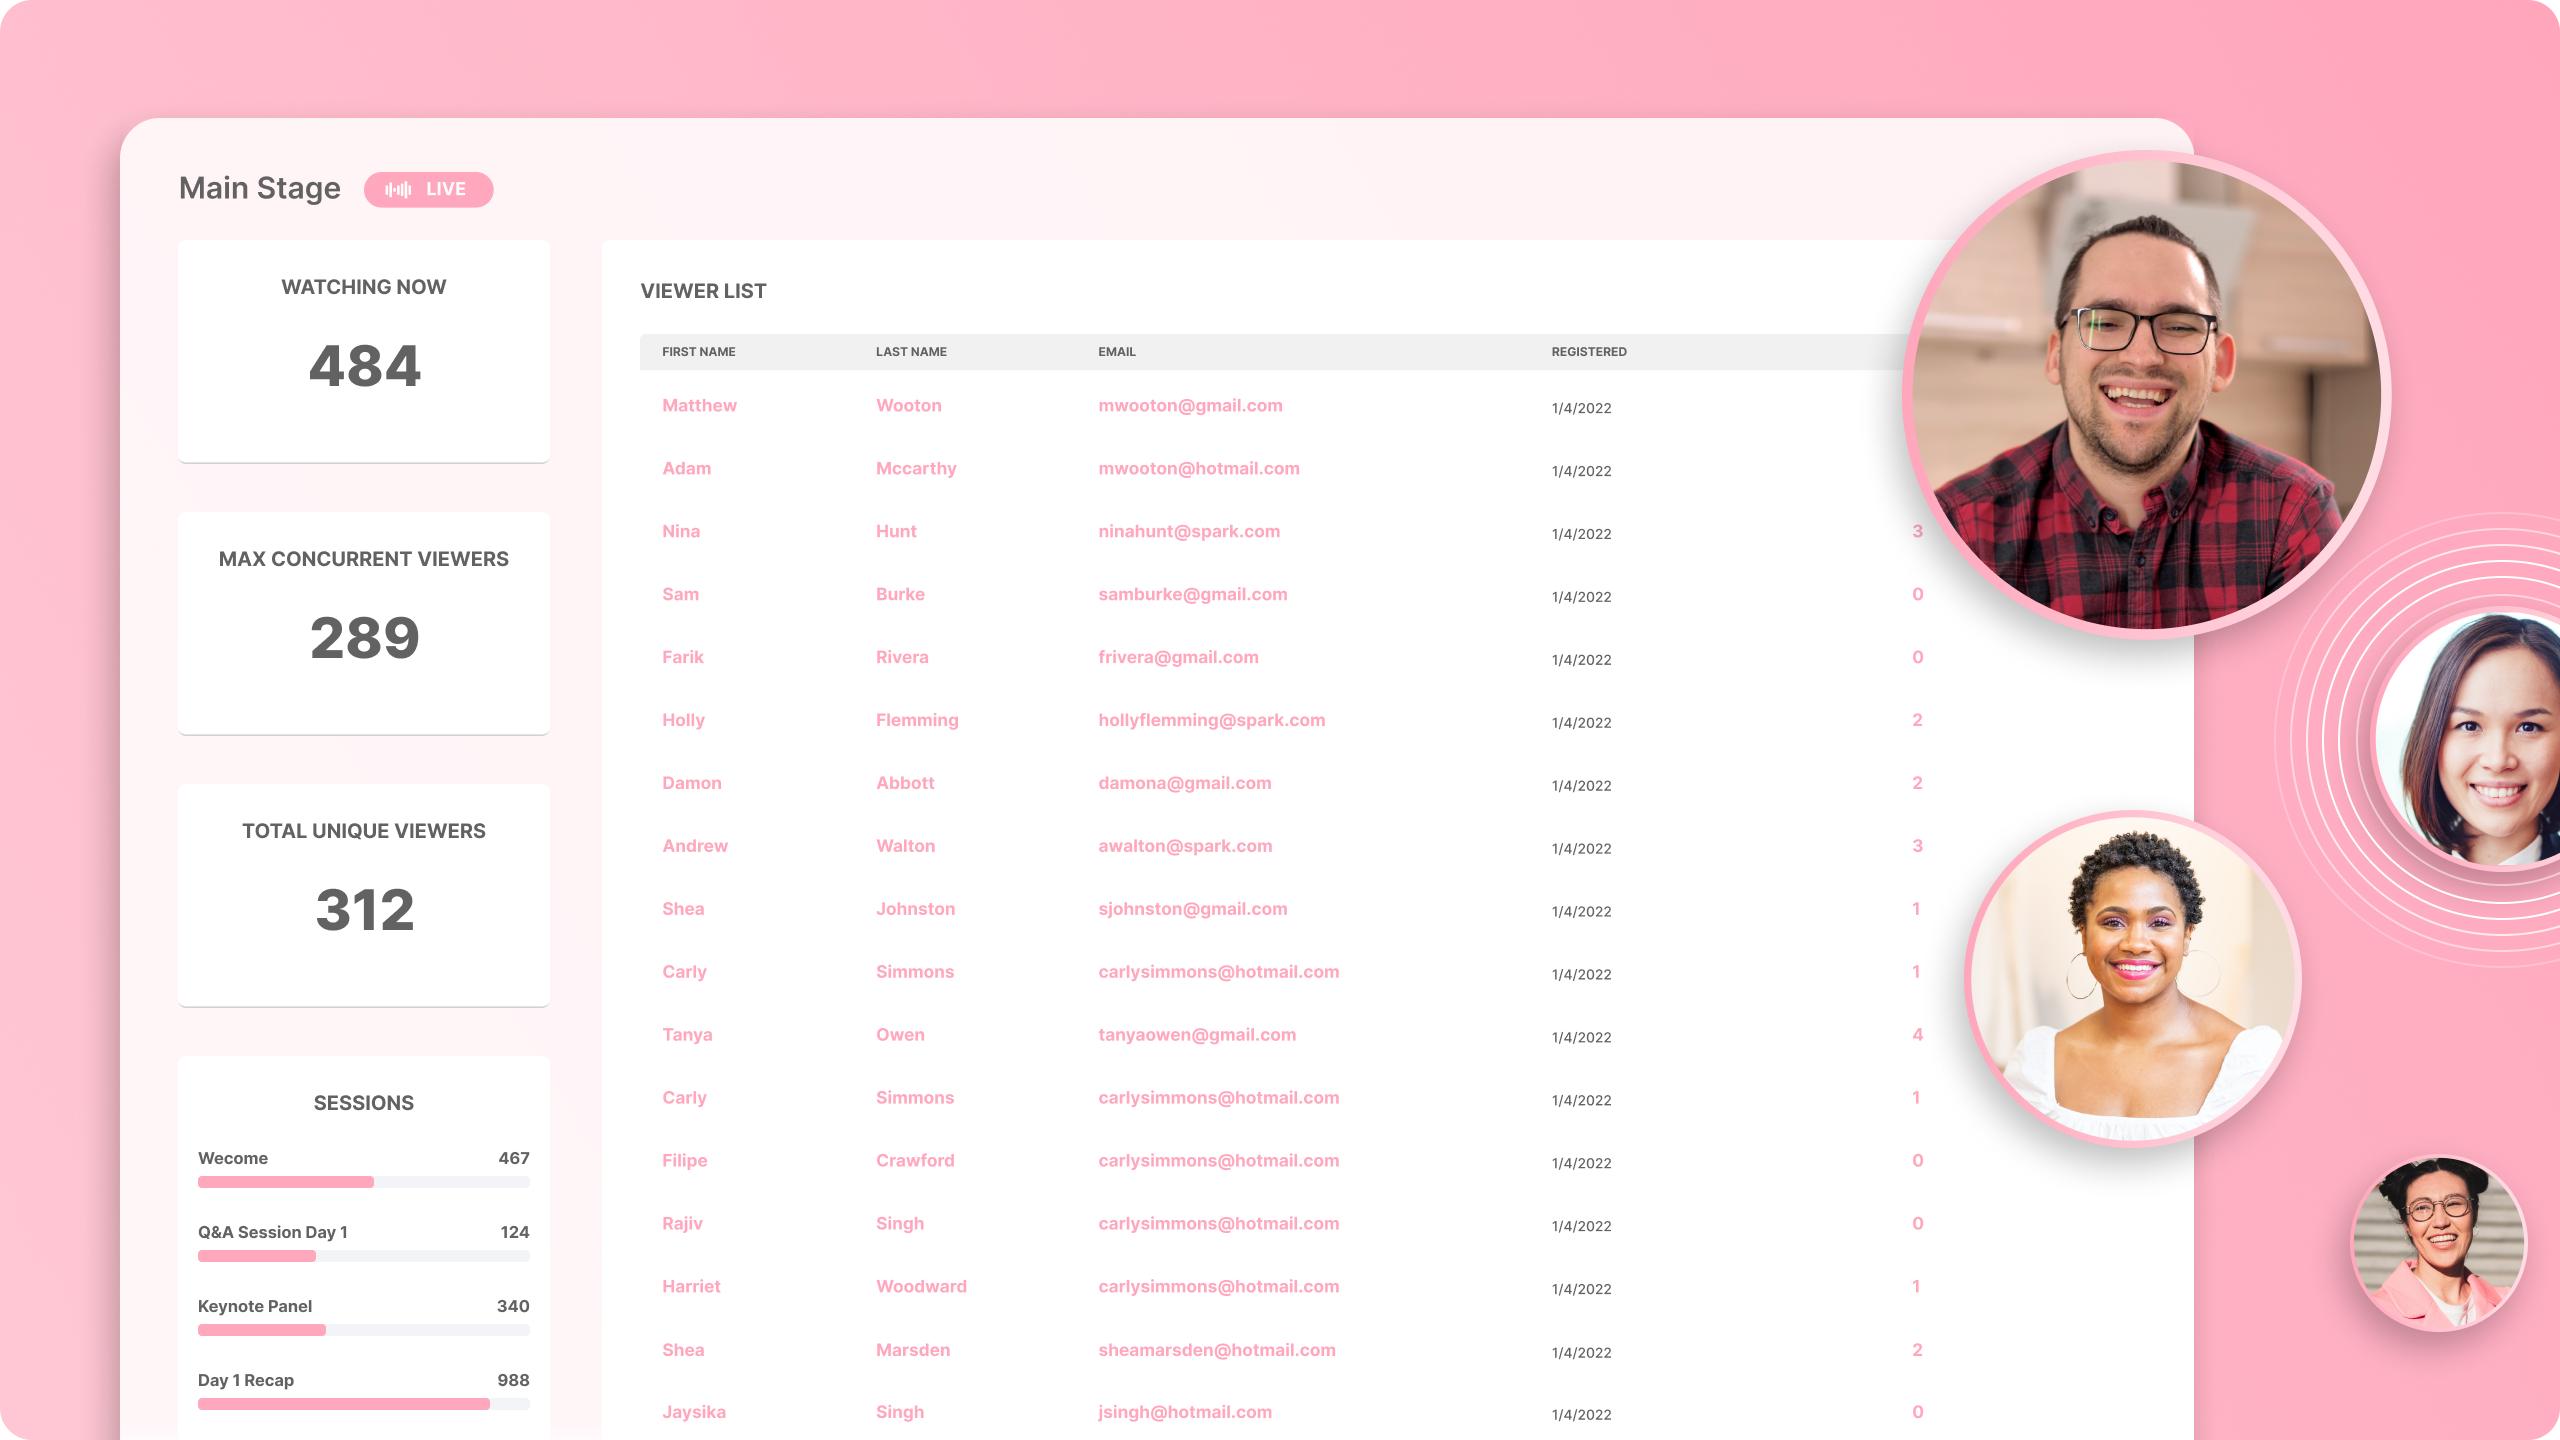 Main Stage LIVE
WATCHING NOW
484
MAX CONCURRENT VIEWERS
289
TOTAL UNIQUE VIEWERS
312
SESSIONS
Wecome 467
Q&A Session Day 1 124
Keynote Panel 340
Day 1 Recap 988
VIEWER LIST
FIRST NAME LAST NAME EMAIL REGISTERED
Matthew Wooton mwooton@gmail.com 1/4/2022
Adam Mccarthy mwooton@hotmail.com 1/4/2022
Nina Hunt ninahunt@spark.com 1/4/2022 3
Sam Burke samburke@gmail.com 1/4/2022 0
Farik Rivera frivera@gmail.com 1/4/2022 0
Holly Flemming hollyflemming@spark.com 1/4/2022 2
Damon Abbott damona@gmail.com 1/4/2022 2
Andrew Walton awalton@spark.com 1/4/2022 3
Shea Johnston sjohnston@gmail.com 1/4/2022 1
Carly Simmons carlysimmons@hotmail.com 1/4/2022 1
Tanya Owen tanyaowen@gmail.com 1/4/2022 4
Carly Simmons carlysimmons@hotmail.com 1/4/2022 1
Filipe Crawford carlysimmons@hotmail.com 1/4/2022 0
Rajiv Singh carlysimmons@hotmail.com 1/4/2022 0
Harriet Woodward carlysimmons@hotmail.com 1/4/2022 1
Shea Marsden sheamarsden@hotmail.com 1/4/2022 2
Jaysika Singh jsingh@hotmail.com 1/4/2022 0